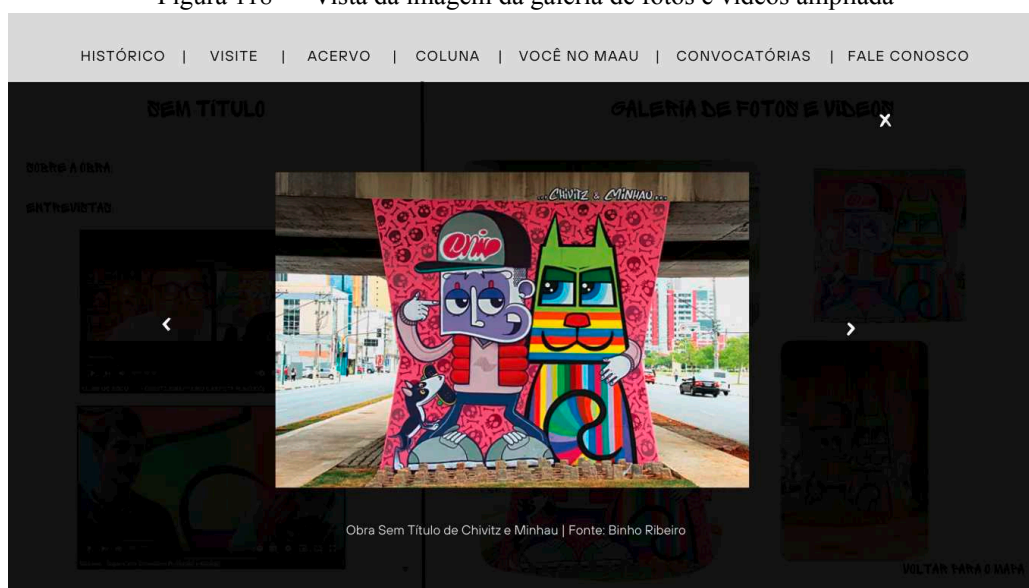 Figura 118 — Vista da imagem da galeria de fotos e vídeos ampliada
HISTÓRICO | VISITE | ACERVO | COLUNA | VOCÊ NO MAAU | CONVOCATÓRIAS | FALE CONOSCO
SEM TÍTULO
GALERIA DE FOTOS E VÍDEOS
X
SOBRE A OBRA
ENTREVISTAS
...CHIVITZ & MINHAU...
Obra Sem Título de Chivitz e Minhau | Fonte: Binho Ribeiro
VOLTAR PARA O MAPA